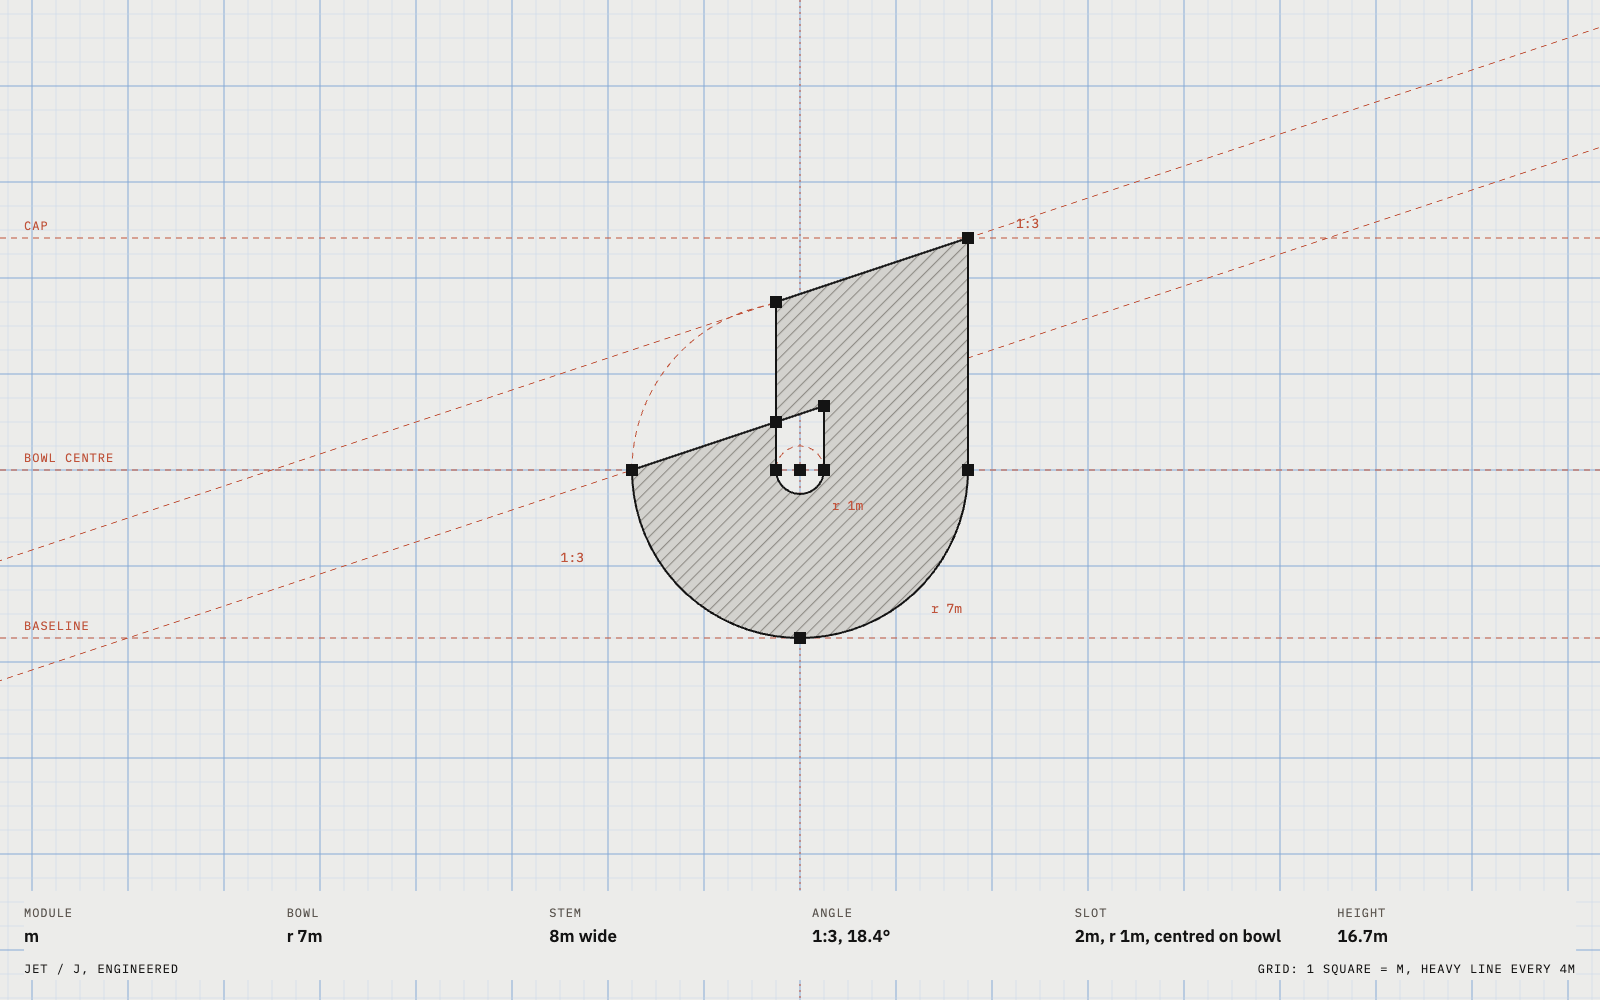 CAP
1:3
BOWL CENTRE
r 1m
1:3
r 7m
BASELINE
MODULE
m
BOWL
r 7m
STEM
8m wide
ANGLE
1:3, 18.4°
SLOT
2m, r 1m, centred on bowl
HEIGHT
16.7m
JET / J, ENGINEERED
GRID: 1 SQUARE = M, HEAVY LINE EVERY 4M